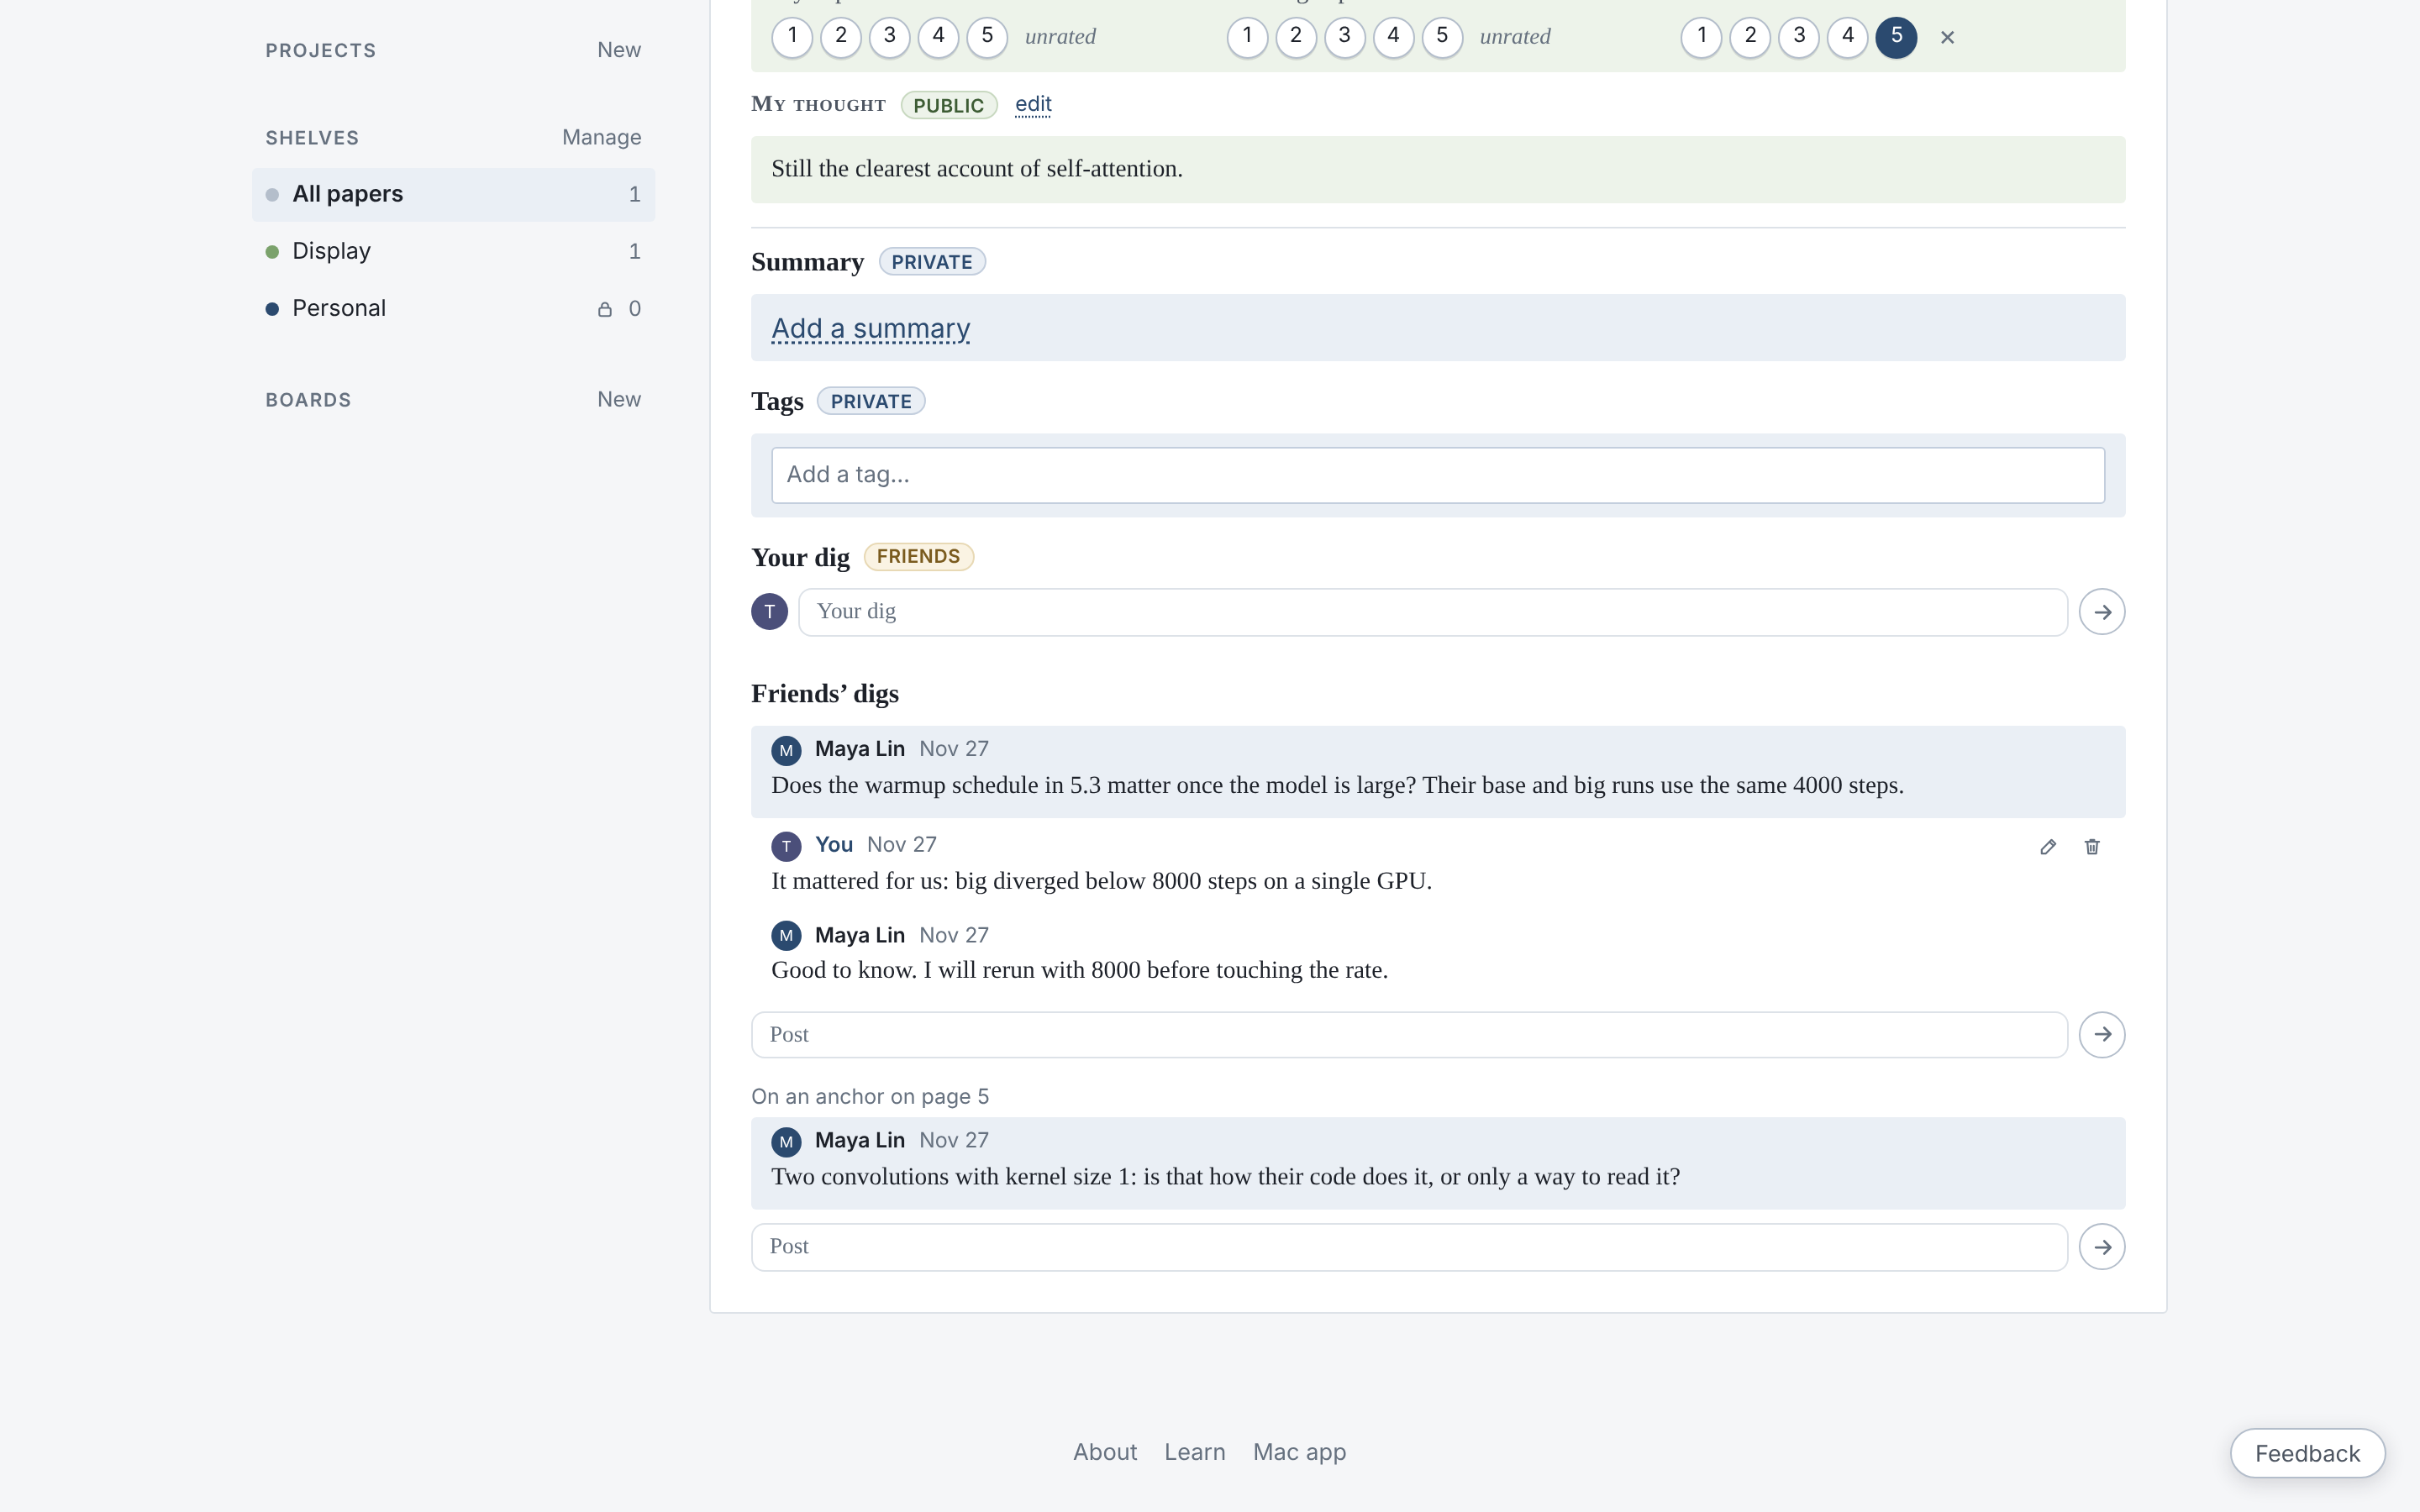 PROJECTS New
SHELVES Manage
All papers 1
Display 1
Personal 0
BOARDS New
1 2 3 4 5 unrated 1 2 3 4 5 unrated 1 2 3 4 5 ×
My thought PUBLIC edit
Still the clearest account of self-attention.
Summary PRIVATE
Add a summary
Tags PRIVATE
Add a tag...
Your dig FRIENDS
T Your dig
Friends’ digs
M Maya Lin Nov 27
Does the warmup schedule in 5.3 matter once the model is large? Their base and big runs use the same 4000 steps.
T You Nov 27
It mattered for us: big diverged below 8000 steps on a single GPU.
M Maya Lin Nov 27
Good to know. I will rerun with 8000 before touching the rate.
Post
On an anchor on page 5
M Maya Lin Nov 27
Two convolutions with kernel size 1: is that how their code does it, or only a way to read it?
Post
About Learn Mac app
Feedback